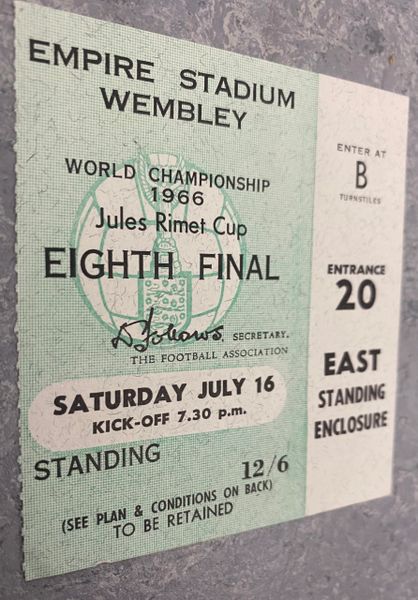 EMPIRE STADIUM
WEMBLEY
WORLD CHAMPIONSHIP
1966
Jules Rimet Cup
EIGHTH FINAL
D Follows. SECRETARY.
THE FOOTBALL ASSOCIATION
SATURDAY JULY 16
KICK-OFF 7.30 p.m.
STANDING
12/6
(SEE PLAN & CONDITIONS ON BACK)
TO BE RETAINED
ENTER AT
B
TURNSTILES
ENTRANCE
20
EAST
STANDING
ENCLOSURE